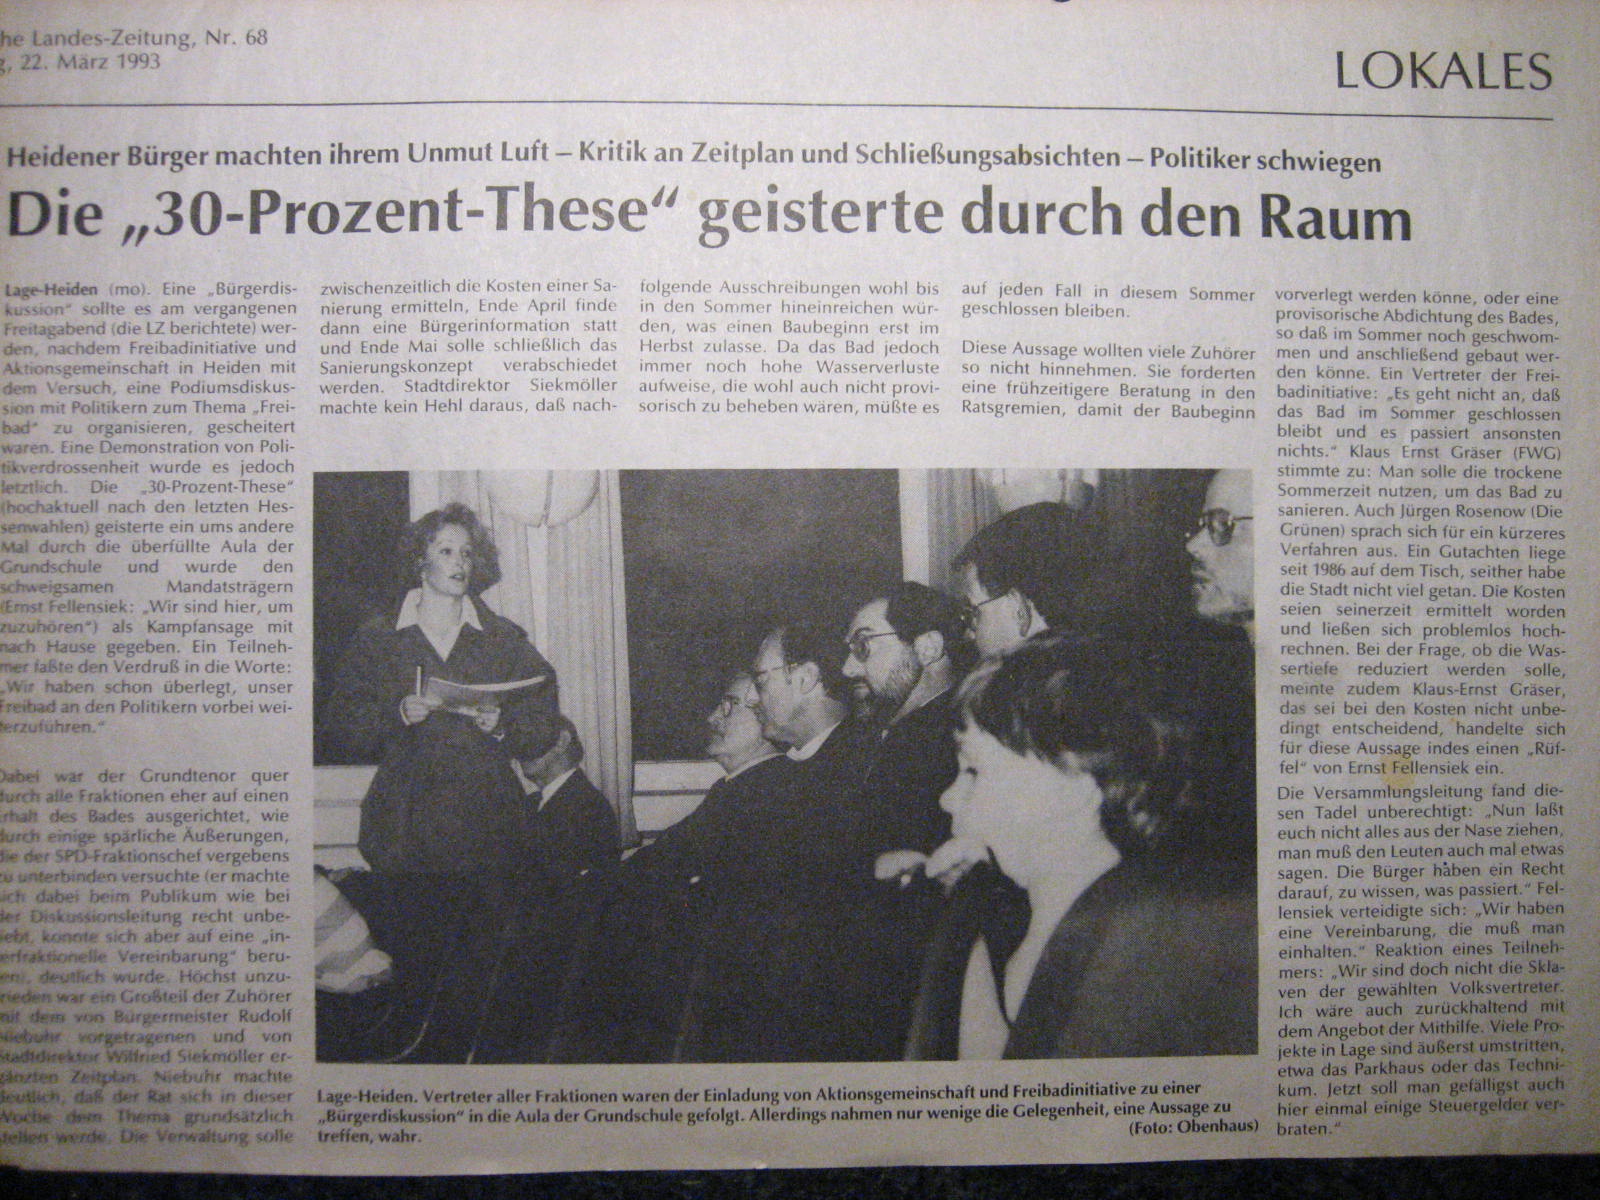 he Landes-Zeitung, Nr. 68
g, 22. März 1993
LOKALES
Heidener Bürger machten ihrem Unmut Luft – Kritik an Zeitplan und Schließungsabsichten – Politiker schwiegen
Die „30-Prozent-These“ geisterte durch den Raum
Lage-Heiden (mo). Eine „Bürgerdis-
kussion“ sollte es am vergangenen
Freitagabend (die LZ berichtete) wer-
den, nachdem Freibadinitiative und
Aktionsgemeinschaft in Heiden mit
dem Versuch, eine Podiumsdiskus-
sion mit Politikern zum Thema „Frei-
bad“ zu organisieren, gescheitert
waren. Eine Demonstration von Poli-
tikverdrossenheit wurde es jedoch
letztlich. Die „30-Prozent-These“
(hochaktuell nach den letzten Hes-
senwahlen) geisterte ein ums andere
Mal durch die überfüllte Aula der
Grundschule und wurde den
schweigsamen Mandatsträgern
(Ernst Fellensiek: „Wir sind hier, um
zuzuhören“) als Kampfansage mit
nach Hause gegeben. Ein Teilneh-
mer faßte den Verdruß in die Worte:
„Wir haben schon überlegt, unser
Freibad an den Politikern vorbei wei-
terzuführen.“
Dabei war der Grundtenor quer
durch alle Fraktionen eher auf einen
Erhalt des Bades ausgerichtet, wie
durch einige spärliche Äußerungen,
die der SPD-Fraktionschef vergebens
zu unterbinden versuchte (er machte
sich dabei beim Publikum wie bei
der Diskussionsleitung recht unbe-
liebt, konnte sich aber auf eine „in-
erfraktionelle Vereinbarung“ beru-
en), deutlich wurde. Höchst unzu-
rieden war ein Großteil der Zuhörer
mit dem von Bürgermeister Rudolf
Niebuhr vorgetragenen und von
Stadtdirektor Wilfried Siekmöller er-
gänzten Zeitplan. Niebuhr machte
deutlich, daß der Rat sich in dieser
Woche dem Thema grundsätzlich
stellen werde. Die Verwaltung solle
zwischenzeitlich die Kosten einer Sa-
nierung ermitteln, Ende April finde
dann eine Bürgerinformation statt
und Ende Mai solle schließlich das
Sanierungskonzept verabschiedet
werden. Stadtdirektor Siekmöller
machte kein Hehl daraus, daß nach-
folgende Ausschreibungen wohl bis
in den Sommer hineinreichen wür-
den, was einen Baubeginn erst im
Herbst zulasse. Da das Bad jedoch
immer noch hohe Wasserverluste
aufweise, die wohl auch nicht provi-
sorisch zu beheben wären, müßte es
auf jeden Fall in diesem Sommer
geschlossen bleiben.
Diese Aussage wollten viele Zuhörer
so nicht hinnehmen. Sie forderten
eine frühzeitigere Beratung in den
Ratsgremien, damit der Baubeginn
vorverlegt werden könne, oder eine
provisorische Abdichtung des Bades,
so daß im Sommer noch geschwom-
men und anschließend gebaut wer-
den könne. Ein Vertreter der Frei-
badinitiative: „Es geht nicht an, daß
das Bad im Sommer geschlossen
bleibt und es passiert ansonsten
nichts.“ Klaus Ernst Gräser (FWG)
stimmte zu: Man solle die trockene
Sommerzeit nutzen, um das Bad zu
sanieren. Auch Jürgen Rosenow (Die
Grünen) sprach sich für ein kürzeres
Verfahren aus. Ein Gutachten liege
seit 1986 auf dem Tisch, seither habe
die Stadt nicht viel getan. Die Kosten
seien seinerzeit ermittelt worden
und ließen sich problemlos hoch-
rechnen. Bei der Frage, ob die Was-
sertiefe reduziert werden solle,
meinte zudem Klaus-Ernst Gräser,
das sei bei den Kosten nicht unbe-
dingt entscheidend, handelte sich
für diese Aussage indes einen „Rüf-
fel“ von Ernst Fellensiek ein.
Die Versammlungsleitung fand die-
sen Tadel unberechtigt: „Nun laßt
euch nicht alles aus der Nase ziehen,
man muß den Leuten auch mal etwas
sagen. Die Bürger haben ein Recht
darauf, zu wissen, was passiert.“ Fel-
lensiek verteidigte sich: „Wir haben
eine Vereinbarung, die muß man
einhalten.“ Reaktion eines Teilneh-
mers: „Wir sind doch nicht die Skla-
ven der gewählten Volksvertreter.
Ich wäre auch zurückhaltend mit
dem Angebot der Mithilfe. Viele Pro-
jekte in Lage sind äußerst umstritten,
etwa das Parkhaus oder das Techni-
kum. Jetzt soll man gefälligst auch
hier einmal einige Steuergelder ver-
braten.“
Lage-Heiden. Vertreter aller Fraktionen waren der Einladung von Aktionsgemeinschaft und Freibadinitiative zu einer
„Bürgerdiskussion“ in die Aula der Grundschule gefolgt. Allerdings nahmen nur wenige die Gelegenheit, eine Aussage zu
treffen, wahr.
(Foto: Obenhaus)